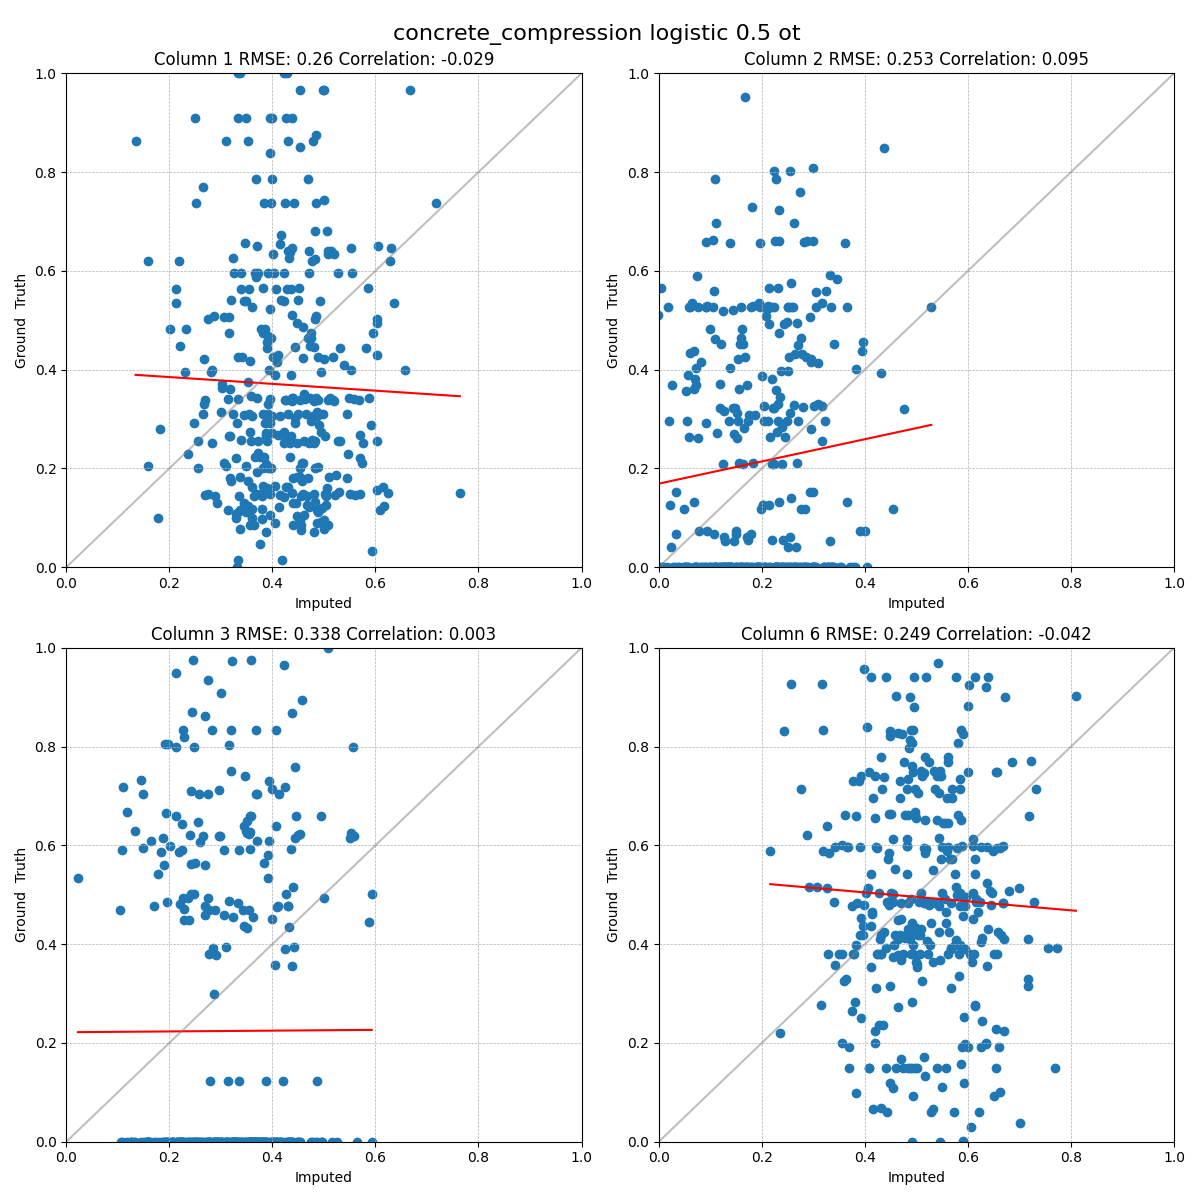 concrete_compression logistic 0.5 ot
Column 1 RMSE: 0.26 Correlation: -0.029
Column 2 RMSE: 0.253 Correlation: 0.095
1.0
0.8
0.6
0.4
0.2
0.0
Ground Truth
0.0 0.2 0.4 0.6 0.8 1.0
Imputed
1.0
0.8
0.6
0.4
0.2
0.0
Ground Truth
0.0 0.2 0.4 0.6 0.8 1.0
Imputed
Column 3 RMSE: 0.338 Correlation: 0.003
Column 6 RMSE: 0.249 Correlation: -0.042
1.0
0.8
0.6
0.4
0.2
0.0
Ground Truth
0.0 0.2 0.4 0.6 0.8 1.0
Imputed
1.0
0.8
0.6
0.4
0.2
0.0
Ground Truth
0.0 0.2 0.4 0.6 0.8 1.0
Imputed